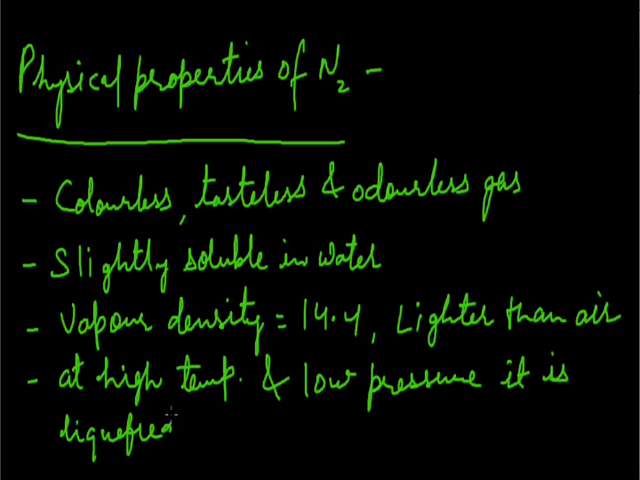 Physical properties of N₂ -
- Colourless, tasteless & odourless gas
- Slightly soluble in water
- Vapour density = 14.4, Lighter than air
- at high temp. & low pressure it is
liquefied